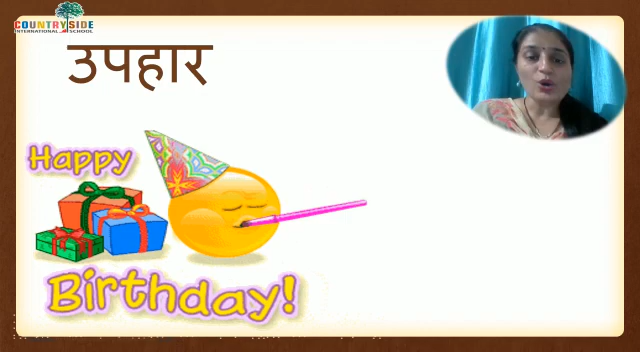 COUNTRYSIDE
INTERNATIONAL SCHOOL
उपहार
Happy
Birthday!